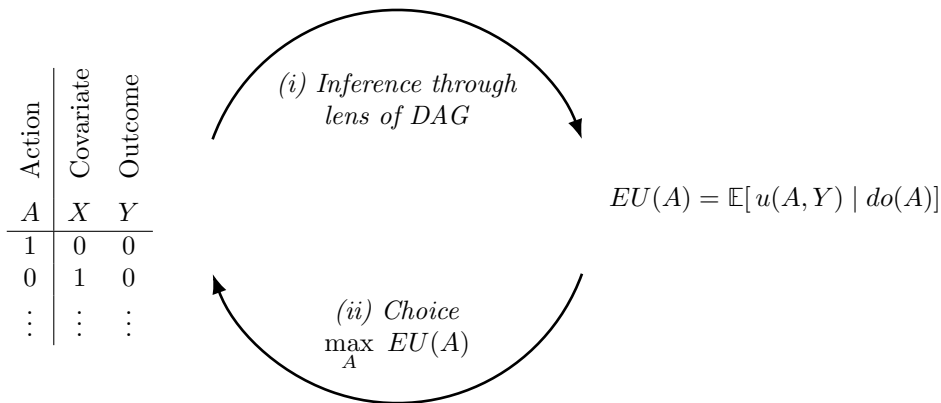 Action Covariate Outcome
A X Y
1 0 0
0 1 0
⋮ ⋮ ⋮
(i) Inference through
lens of DAG
EU(A) = 𝔼[ u(A, Y) | do(A)]
(ii) Choice
max EU(A)
A